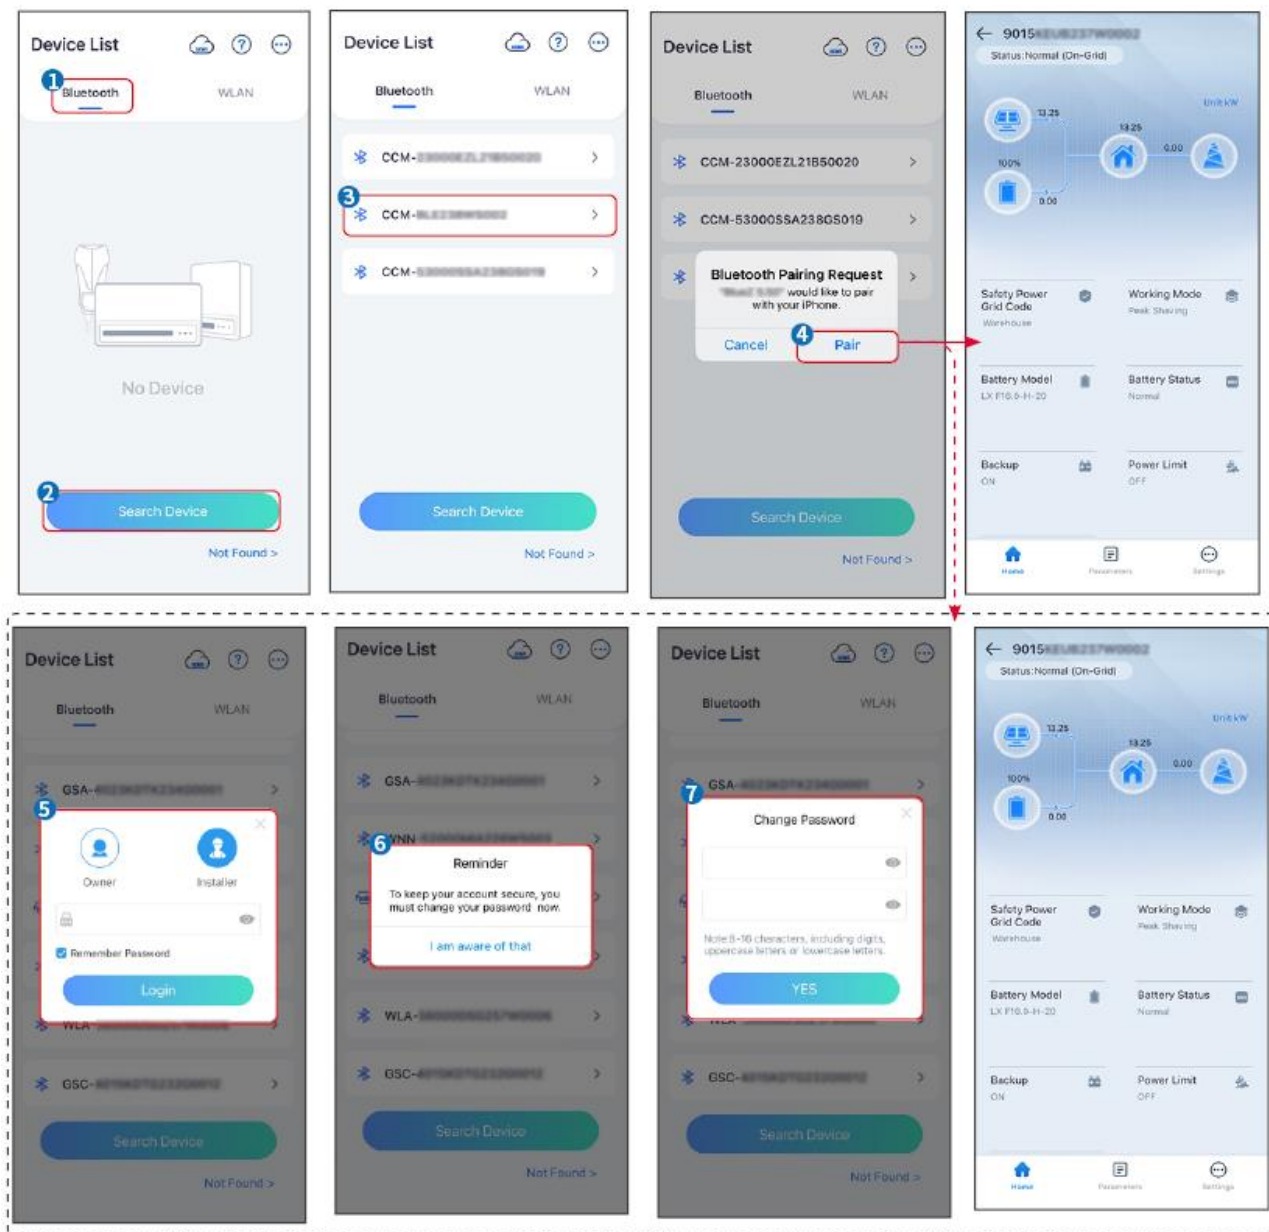 Device List
1
Bluetooth WLAN
No Device
2
Search Device
Not Found >
Device List
Bluetooth WLAN
CCM-
3
CCM-
CCM-
Search Device
Not Found >
Device List
Bluetooth WLAN
CCM-23000EZL21B50020
CCM-53000SSA238GS019
Bluetooth Pairing Request
would like to pair
with your iPhone.
4
Cancel Pair
Search Device
Not Found >
9015
Status:Normal (On-Grid)
Unit:kW
13.25
13.25
0.00
100%
0.00
Safety Power
Grid Code
Warehouse
Working Mode
Peak Shaving
Battery Model
LX F16.0-H-20
Battery Status
Normal
Backup
ON
Power Limit
OFF
Home Parameters Settings
Device List
Bluetooth WLAN
GSA-
5
Owner Installer
Remember Password
Login
WLA-
GSC-
Search Device
Not Found >
Device List
Bluetooth WLAN
GSA-
WNN
6
Reminder
To keep your account secure, you
must change your password now.
I am aware of that
WLA-
GSC-
Search Device
Not Found >
Device List
Bluetooth WLAN
GSA-
7
Change Password
Note:8-16 characters, including digits,
uppercase letters or lowercase letters.
YES
GSC-
Search Device
Not Found >
9015
Status:Normal (On-Grid)
Unit:kW
13.25
13.25
0.00
100%
0.00
Safety Power
Grid Code
Warehouse
Working Mode
Peak Shaving
Battery Model
LX F16.0-H-20
Battery Status
Normal
Backup
ON
Power Limit
OFF
Home Parameters Settings